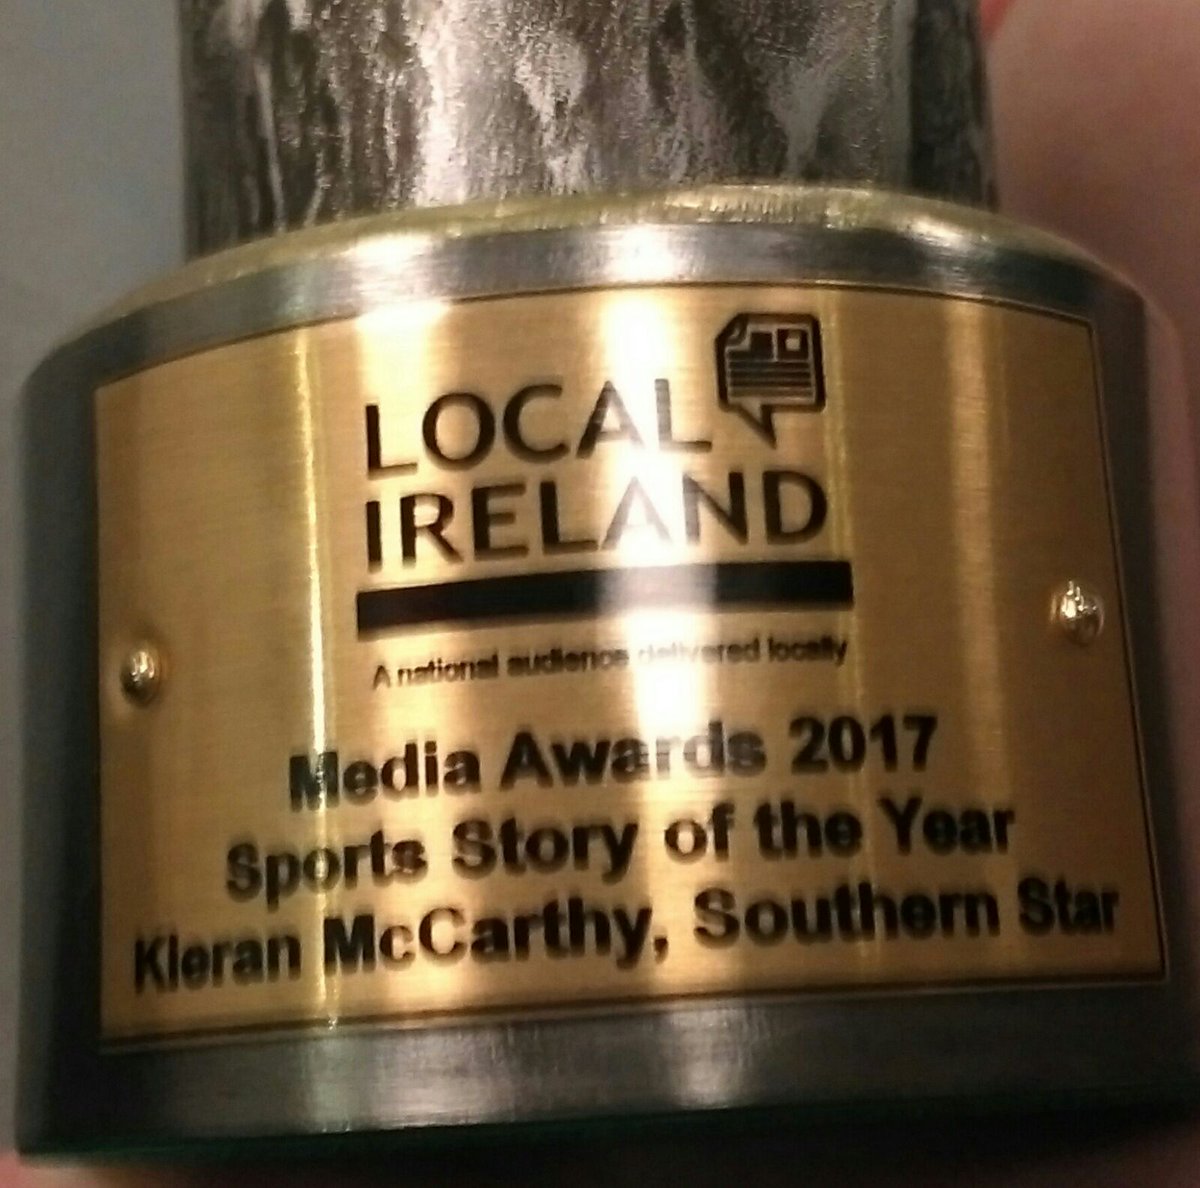 LOCAL
IRELAND
A national audience delivered locally
Media Awards 2017
Sports Story of the Year
Kieran McCarthy, Southern Star